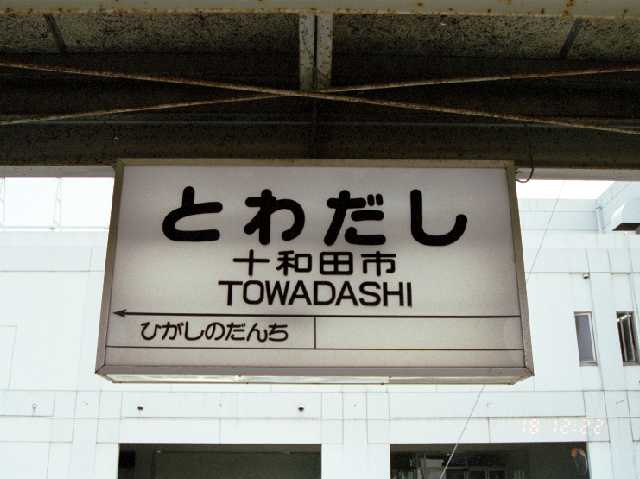 とわだし
十和田市
TOWADASHI
ひがしのだんち
18 12:22